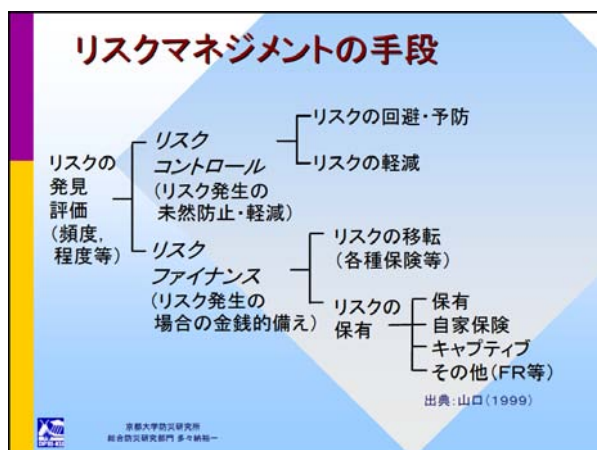 リスクマネジメントの手段
リスクの
発見
評価
(頻度,
程度等)
リスク
コントロール
(リスク発生の
未然防止・軽減)
リスクの回避・予防
リスクの軽減
リスク
ファイナンス
(リスク発生の
場合の金銭的備え)
リスクの移転
(各種保険等)
リスクの
保有
保有
自家保険
キャプティブ
その他(FR等)
出典:山口(1999)
京都大学防災研究所
総合防災研究部門 多々納裕一